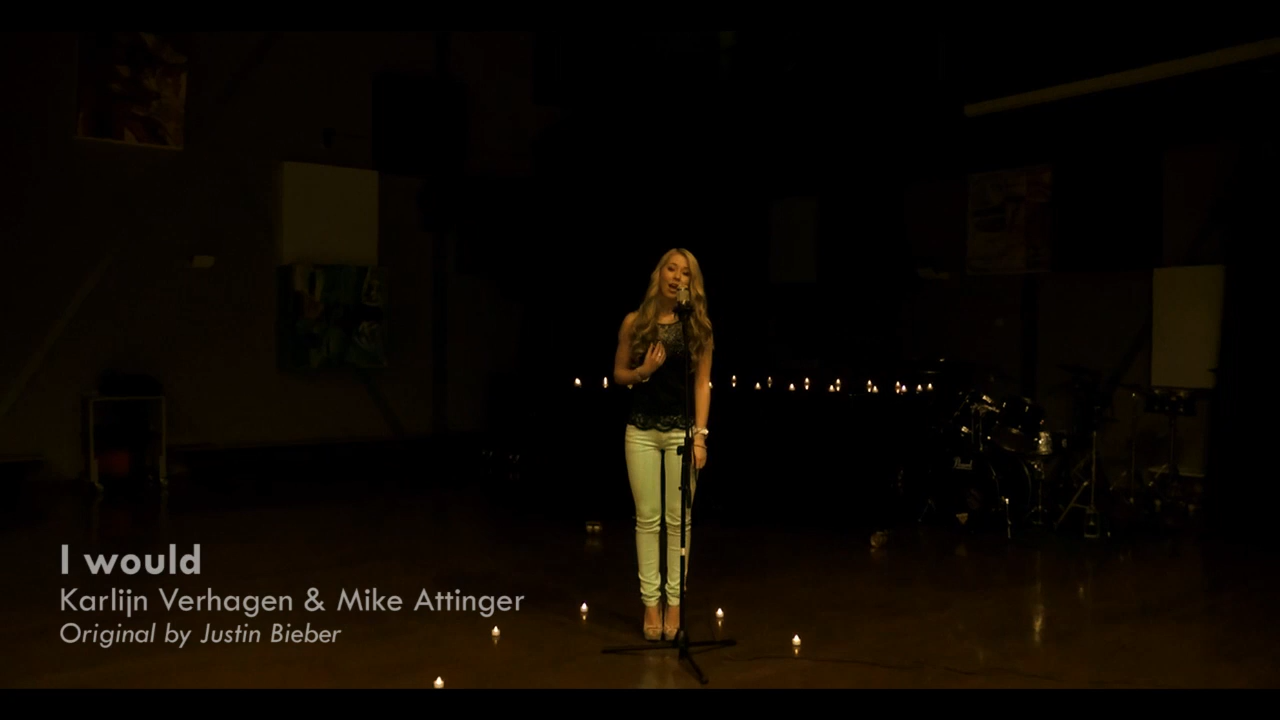 I would
Karlijn Verhagen & Mike Attinger
Original by Justin Bieber